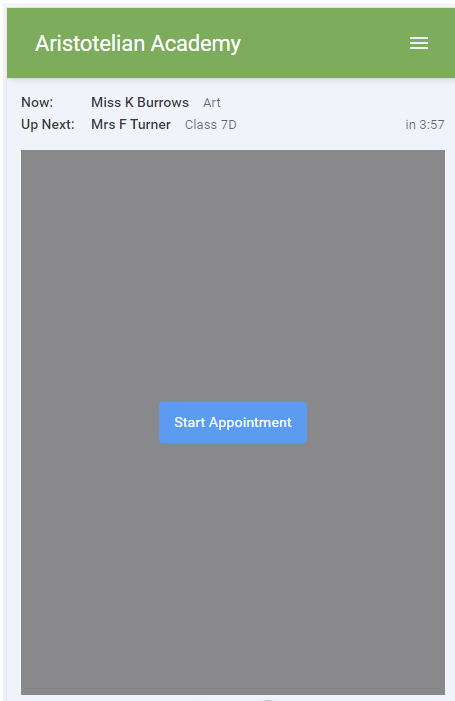 Aristotelian Academy
Now: Miss K Burrows Art
Up Next: Mrs F Turner Class 7D in 3:57
Start Appointment